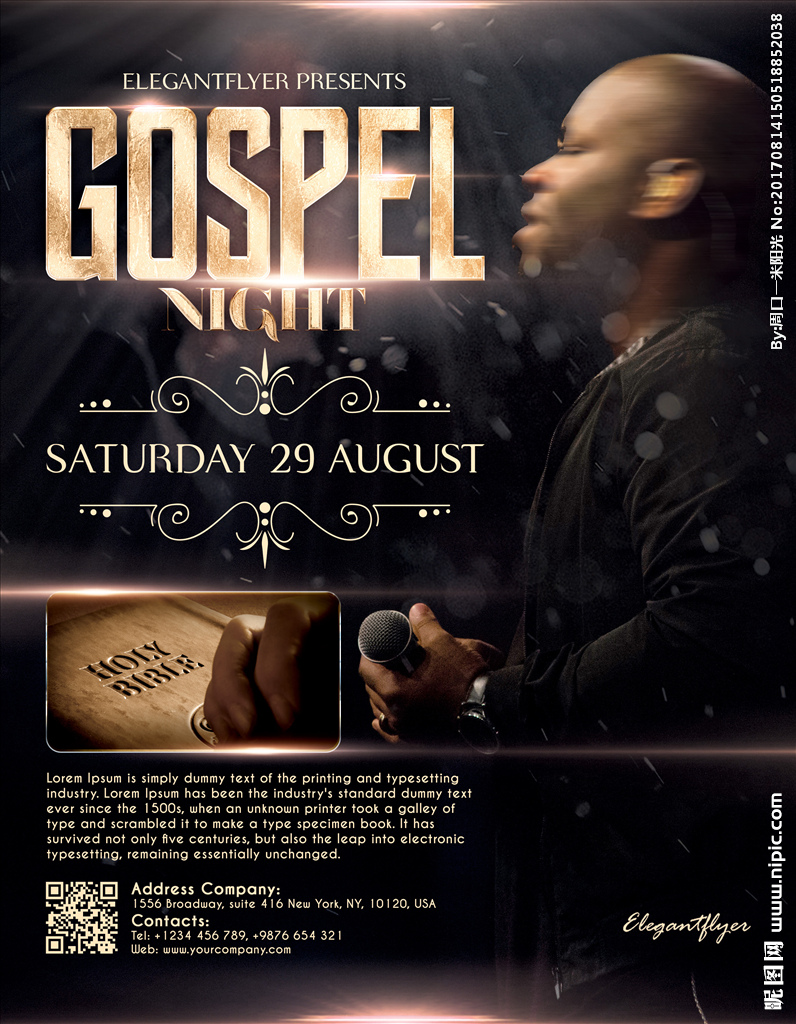 ELEGANTFLYER PRESENTS
GOSPEL
NIGHT
SATURDAY 29 AUGUST
HOLY
BIBLE
Lorem Ipsum is simply dummy text of the printing and typesetting
industry. Lorem Ipsum has been the industry's standard dummy text
ever since the 1500s, when an unknown printer took a galley of
type and scrambled it to make a type specimen book. It has
survived not only five centuries, but also the leap into electronic
typesetting, remaining essentially unchanged.
Address Company:
1556 Broadway, suite 416 New York, NY, 10120, USA
Contacts:
Tel: +1234 456 789, +9876 654 321
Web: www.yourcompany.com
Elegantflyer
By:周口一米阳光 No:20170814150518852038
昵图网 www.nipic.com